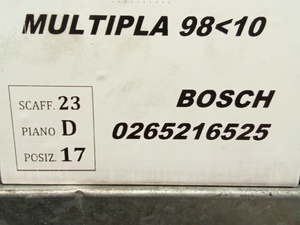 MULTIPLA 98<10
SCAFF. 23
PIANO D
POSIZ. 17
BOSCH
0265216525